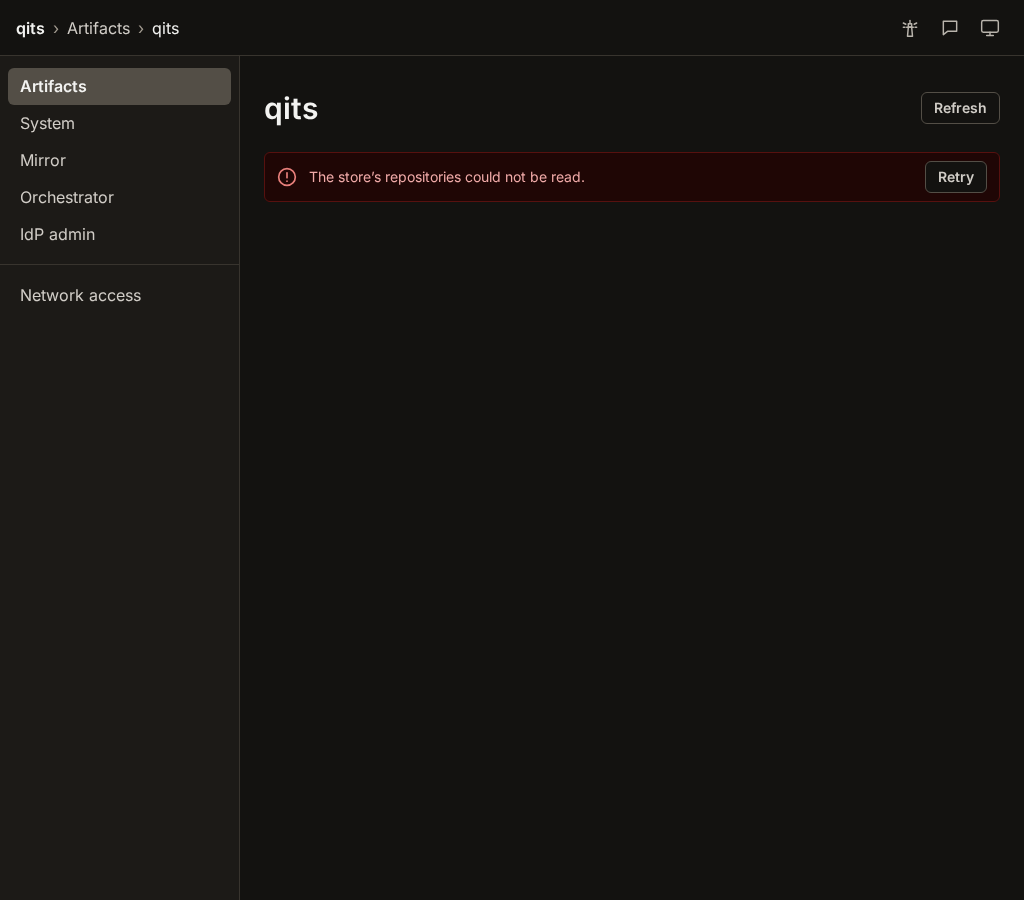 qits › Artifacts › qits
Artifacts
System
Mirror
Orchestrator
IdP admin
Network access
qits
Refresh
The store’s repositories could not be read.
Retry